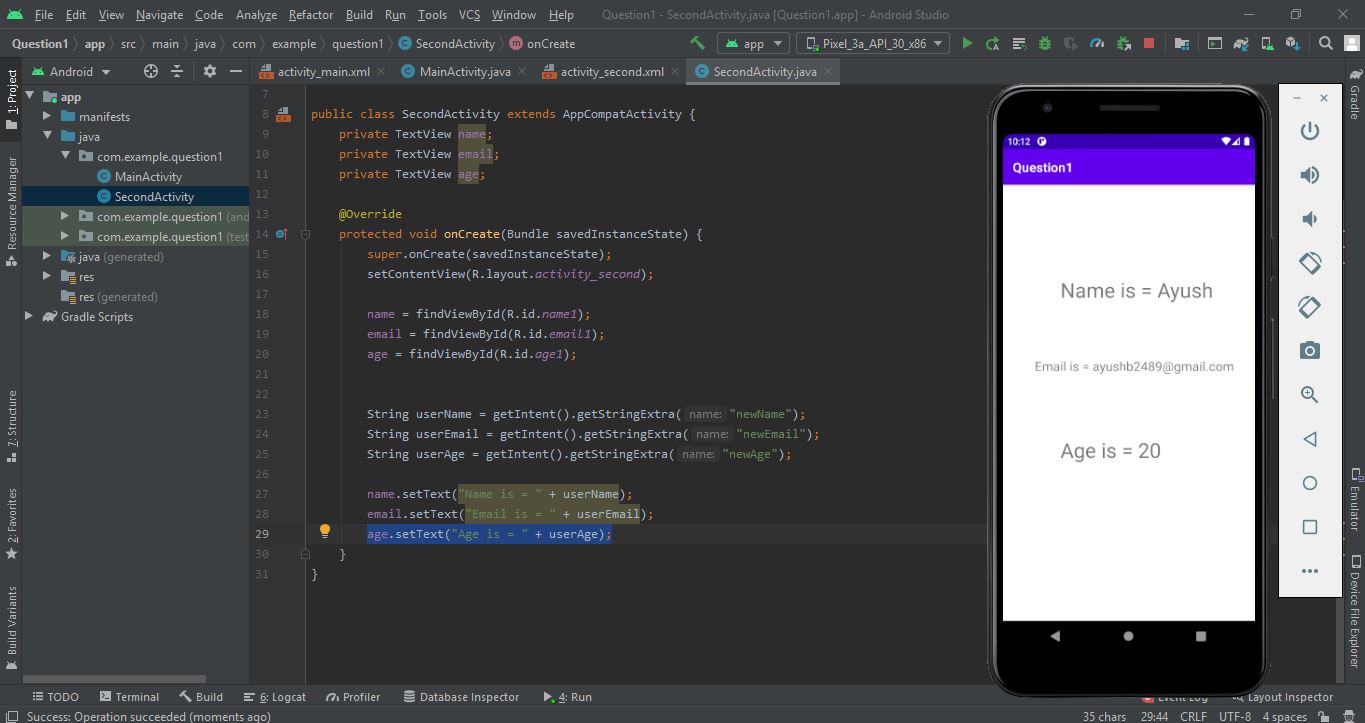 File Edit View Navigate Code Analyze Refactor Build Run Tools VCS Window Help Question1 - SecondActivity.java [Question1.app] - Android Studio
Question1 app src main java com example question1 SecondActivity onCreate app Pixel_3a_API_30_x86
Android activity_main.xml MainActivity.java activity_second.xml SecondActivity.java
1: Project
Resource Manager
7: Structure
2: Favorites
Build Variants
app
manifests
java
com.example.question1
MainActivity
SecondActivity
com.example.question1 (and
com.example.question1 (test
java (generated)
res
res (generated)
Gradle Scripts
7
8 public class SecondActivity extends AppCompatActivity {
9 private TextView name;
10 private TextView email;
11 private TextView age;
12
13 @Override
14 protected void onCreate(Bundle savedInstanceState) {
15 super.onCreate(savedInstanceState);
16 setContentView(R.layout.activity_second);
17
18 name = findViewById(R.id.name1);
19 email = findViewById(R.id.email1);
20 age = findViewById(R.id.age1);
21
22
23 String userName = getIntent().getStringExtra( name: "newName");
24 String userEmail = getIntent().getStringExtra( name: "newEmail");
25 String userAge = getIntent().getStringExtra( name: "newAge");
26
27 name.setText("Name is = " + userName);
28 email.setText("Email is = " + userEmail);
29 age.setText("Age is = " + userAge);
30 }
31 }
10:12
Question1
Name is = Ayush
Email is = ayushb2489@gmail.com
Age is = 20
Gradle
Emulator
Device File Explorer
TODO Terminal Build 6: Logcat Profiler Database Inspector 4: Run Event Log Layout Inspector
Success: Operation succeeded (moments ago) 35 chars 29:44 CRLF UTF-8 4 spaces